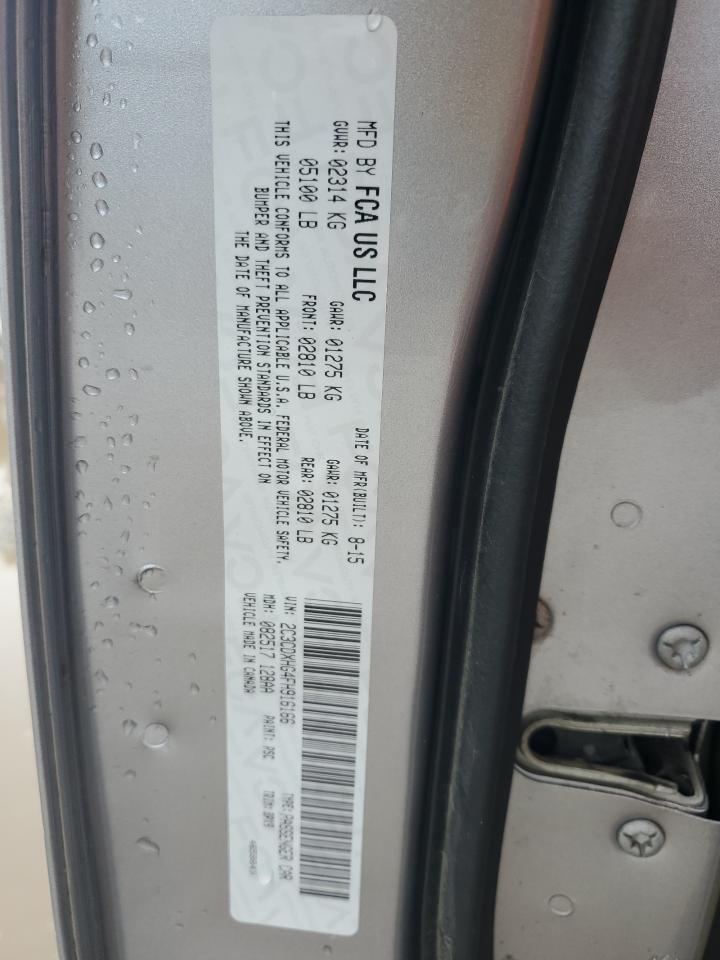 MFD BY FCA US LLC
DATE OF MFR(BUILT): 8-15
GVWR: 02314 KG GAWR: 01275 KG GAWR: 01275 KG
05100 LB FRONT: 02810 LB REAR: 02810 LB
THIS VEHICLE CONFORMS TO ALL APPLICABLE U.S.A. FEDERAL MOTOR VEHICLE SAFETY,
BUMPER AND THEFT PREVENTION STANDARDS IN EFFECT ON
THE DATE OF MANUFACTURE SHOWN ABOVE.
VIN: 2C3CDXHG4FH916166 TYPE: PASSENGER CAR
MDH: 082517 128AA PAINT: PSC TRIM:
VEHICLE MADE IN CANADA